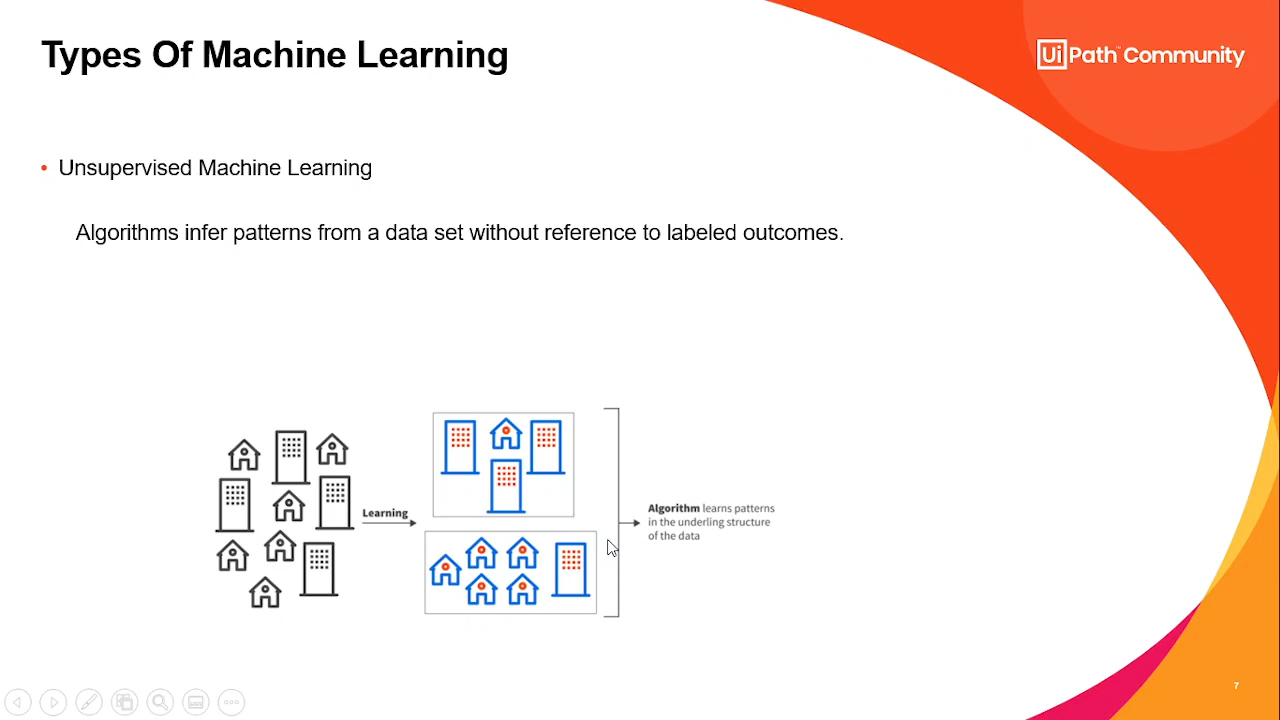 Types Of Machine Learning
UiPath™ Community
• Unsupervised Machine Learning
Algorithms infer patterns from a data set without reference to labeled outcomes.
Learning
Algorithm learns patterns
in the underling structure
of the data
7